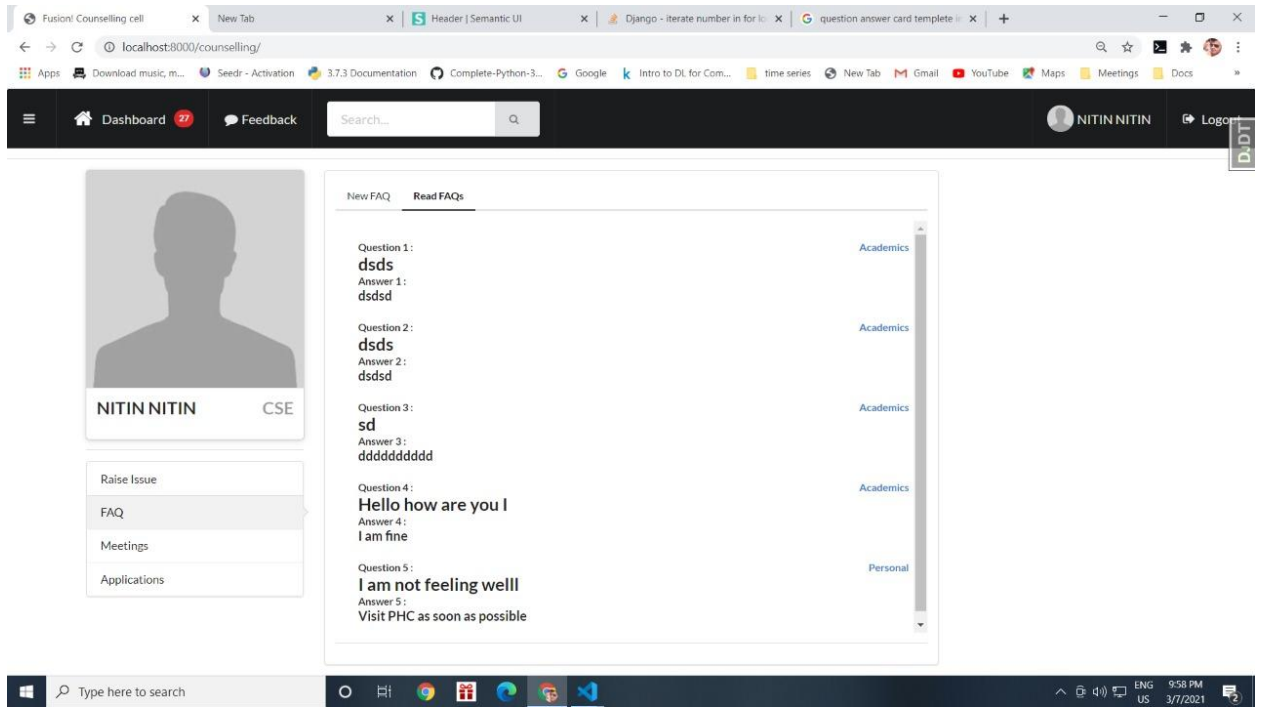 Fusion! Counselling cell
New Tab
Header | Semantic UI
Django - iterate number in for lo
question answer card templete i
localhost:8000/counselling/
Apps
Download music, m...
Seedr - Activation
3.7.3 Documentation
Complete-Python-3...
Google
Intro to DL for Com...
time series
New Tab
Gmail
YouTube
Maps
Meetings
Docs
»
Dashboard 27
Feedback
Search...
NITIN NITIN
Logout
DJDT
New FAQ
Read FAQs
Question 1 :
Academics
dsds
Answer 1 :
dsdsd
Question 2 :
Academics
dsds
Answer 2 :
dsdsd
Question 3 :
Academics
sd
Answer 3 :
dddddddddd
Question 4 :
Academics
Hello how are you I
Answer 4 :
I am fine
Question 5 :
Personal
I am not feeling welll
Answer 5 :
Visit PHC as soon as possible
NITIN NITIN
CSE
Raise Issue
FAQ
Meetings
Applications
Type here to search
ENG
US
9:58 PM
3/7/2021
2